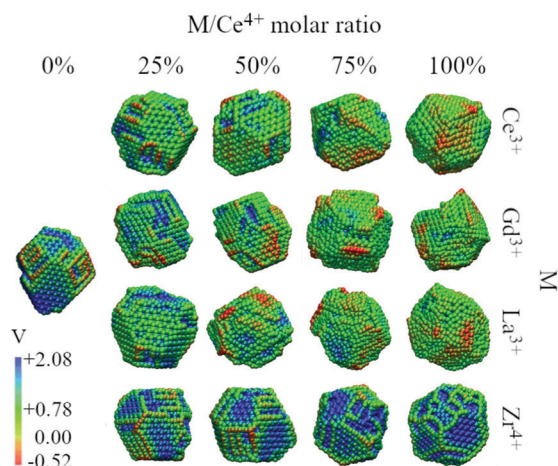 M/Ce⁴⁺ molar ratio
0% 25% 50% 75% 100%
Ce³⁺
Gd³⁺
La³⁺
Zr⁴⁺
M
V
+2.08
+0.78
0.00
-0.52